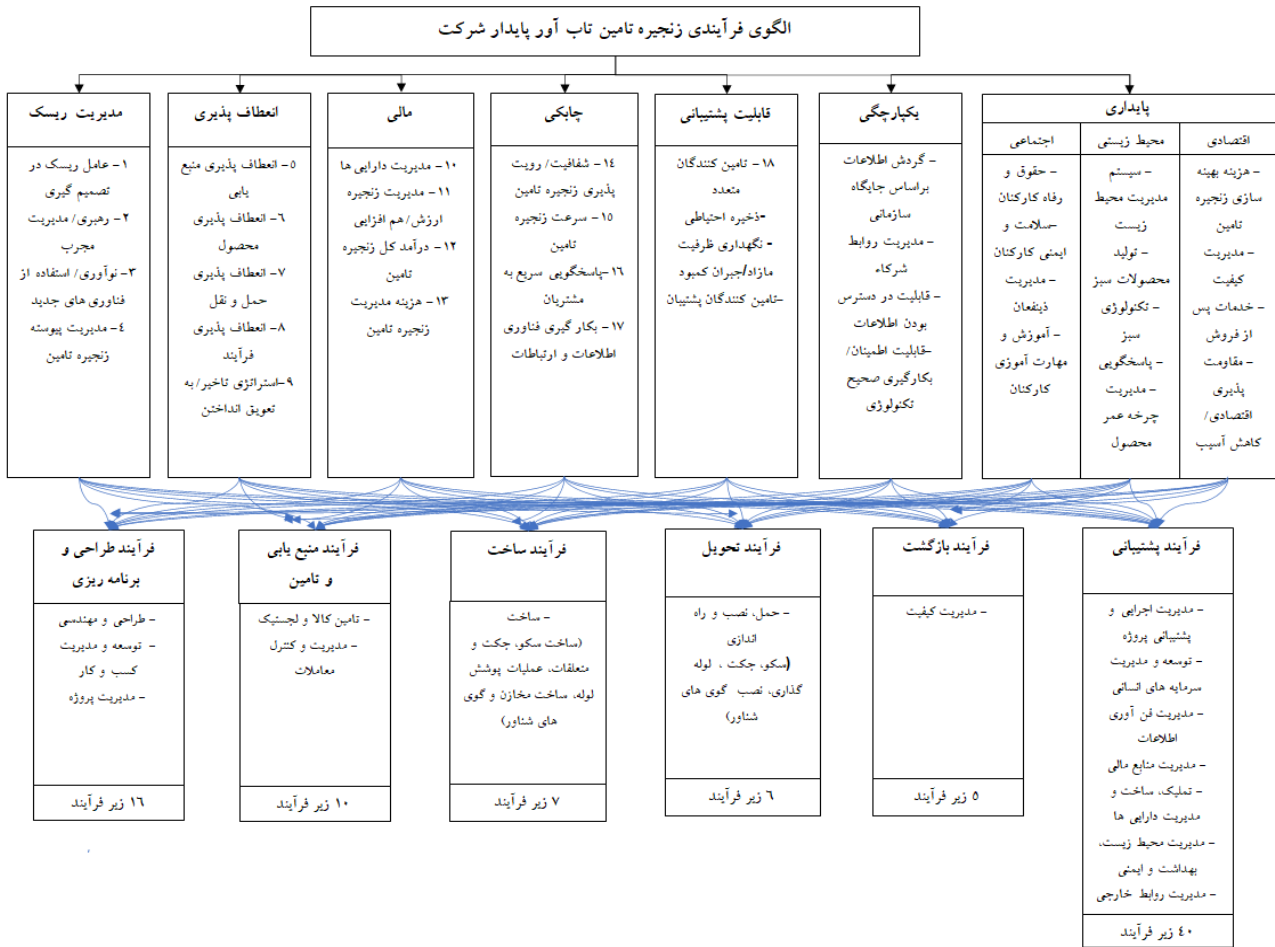 الگوی فرآیندی زنجیره تامین تاب آور پایدار شرکت
پایداری
اقتصادی
- هزینه بهینه
سازی زنجیره
تامین
- مدیریت
کیفیت
- خدمات پس
از فروش
- مقاومت
پذیری
اقتصادی/
کاهش آسیب
محیط زیستی
- سیستم
مدیریت محیط
زیست
- تولید
محصولات سبز
- تکنولوژی
سبز
- پاسخگویی
- مدیریت
چرخه عمر
محصول
اجتماعی
- حقوق و
رفاه کارکنان
-سلامت و
ایمنی کارکنان
- مدیریت
ذینفعان
- آموزش و
مهارت آموزی
کارکنان
یکپارچگی
- گردش اطلاعات
براساس جایگاه
سازمانی
- مدیریت روابط
شرکاء
- قابلیت در دسترس
بودن اطلاعات
-قابلیت اطمینان/
بکارگیری صحیح
تکنولوژی
قابلیت پشتیبانی
۱۸- تامین کنندگان
متعدد
-ذخیره احتیاطی
- نگهداری ظرفیت
مازاد/جبران کمبود
-تامین کنندگان پشتیبان
چابکی
۱۴- شفافیت/ رویت
پذیری زنجیره تامین
۱۵- سرعت زنجیره
تامین
۱۶-پاسخگویی سریع به
مشتریان
۱۷- بکار گیری فناوری
اطلاعات و ارتباطات
مالی
۱۰- مدیریت دارایی ها
۱۱- مدیریت زنجیره
ارزش/هم افزایی
۱۲- درآمد کل زنجیره
تامین
۱۳- هزینه مدیریت
زنجیره تامین
انعطاف پذیری
۵- انعطاف پذیری منبع
یابی
۶- انعطاف پذیری
محصول
۷- انعطاف پذیری
حمل و نقل
۸- انعطاف پذیری
فرآیند
۹-استراتژی تاخیر/ به
تعویق انداختن
مدیریت ریسک
۱- عامل ریسک در
تصمیم گیری
۲- رهبری/ مدیریت
مجرب
۳- نوآوری/ استفاده از
فناوری های جدید
۴- مدیریت پیوسته
زنجیره تامین
فرآیند پشتیبانی
- مدیریت اجرایی و
پشتیبانی پروژه
- توسعه و مدیریت
سرمایه های انسانی
- مدیریت فن آوری
اطلاعات
- مدیریت منابع مالی
- تملیک، ساخت و
مدیریت دارایی ها
- مدیریت محیط زیست،
بهداشت و ایمنی
- مدیریت روابط خارجی
۴۰ زیر فرآیند
فرآیند بازگشت
- مدیریت کیفیت
۵ زیر فرآیند
فرآیند تحویل
- حمل، نصب و راه
اندازی
(سکو، جکت ، لوله
گذاری، نصب گوی های
شناور)
۶ زیر فرآیند
فرآیند ساخت
- ساخت
(ساخت سکو، جکت و
متعلقات، عملیات پوشش
لوله، ساخت مخازن و گوی
های شناور)
۷ زیر فرآیند
فرآیند منبع یابی
و تامین
- تامین کالا و لجستیک
- مدیریت و کنترل
معاملات
۱۰ زیر فرآیند
فرآیند طراحی و
برنامه ریزی
- طراحی و مهندسی
- توسعه و مدیریت
کسب و کار
- مدیریت پروژه
۱۶ زیر فرآیند